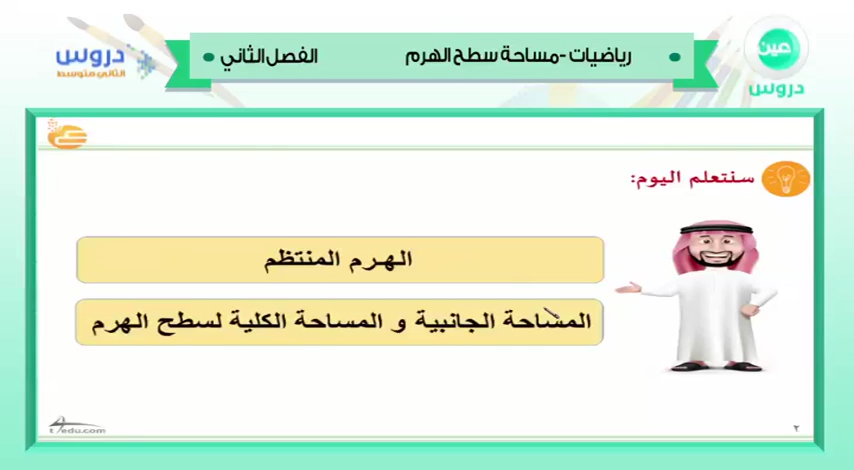 عين
دروس
رياضيات - مساحة سطح الهرم
الفصل الثاني
دروس
الثاني متوسط
سنتعلم اليوم:
الهرم المنتظم
المساحة الجانبية و المساحة الكلية لسطح الهرم
t4edu.com
٢